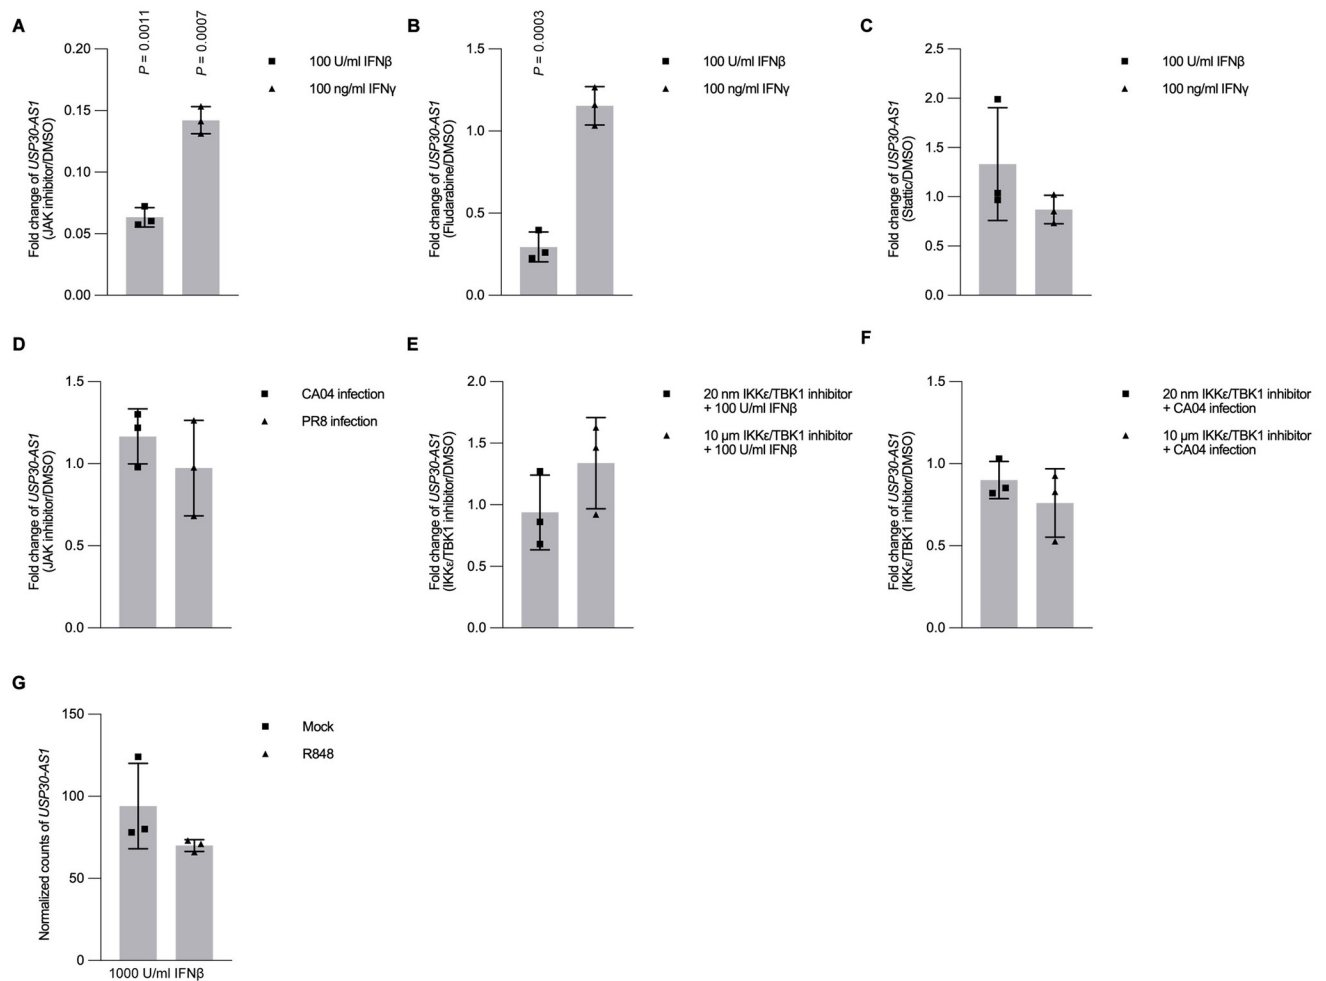 A
P = 0.0011
P = 0.0007
0.20
0.15
0.10
0.05
0.00
Fold change of USP30-AS1
(JAK inhibitor/DMSO)
100 U/ml IFNβ
100 ng/ml IFNγ
B
P = 0.0003
1.5
1.0
0.5
0.0
Fold change of USP30-AS1
(Fludarabine/DMSO)
100 U/ml IFNβ
100 ng/ml IFNγ
C
2.5
2.0
1.5
1.0
0.5
0.0
Fold change of USP30-AS1
(Stattic/DMSO)
100 U/ml IFNβ
100 ng/ml IFNγ
D
1.5
1.0
0.5
0.0
Fold change of USP30-AS1
(JAK inhibitor/DMSO)
CA04 infection
PR8 infection
E
2.0
1.5
1.0
0.5
0.0
Fold change of USP30-AS1
(IKKε/TBK1 inhibitor/DMSO)
20 nm IKKε/TBK1 inhibitor
+ 100 U/ml IFNβ
10 μm IKKε/TBK1 inhibitor
+ 100 U/ml IFNβ
F
1.5
1.0
0.5
0.0
Fold change of USP30-AS1
(IKKε/TBK1 inhibitor/DMSO)
20 nm IKKε/TBK1 inhibitor
+ CA04 infection
10 μm IKKε/TBK1 inhibitor
+ CA04 infection
G
150
100
50
0
Normalized counts of USP30-AS1
1000 U/ml IFNβ
Mock
R848